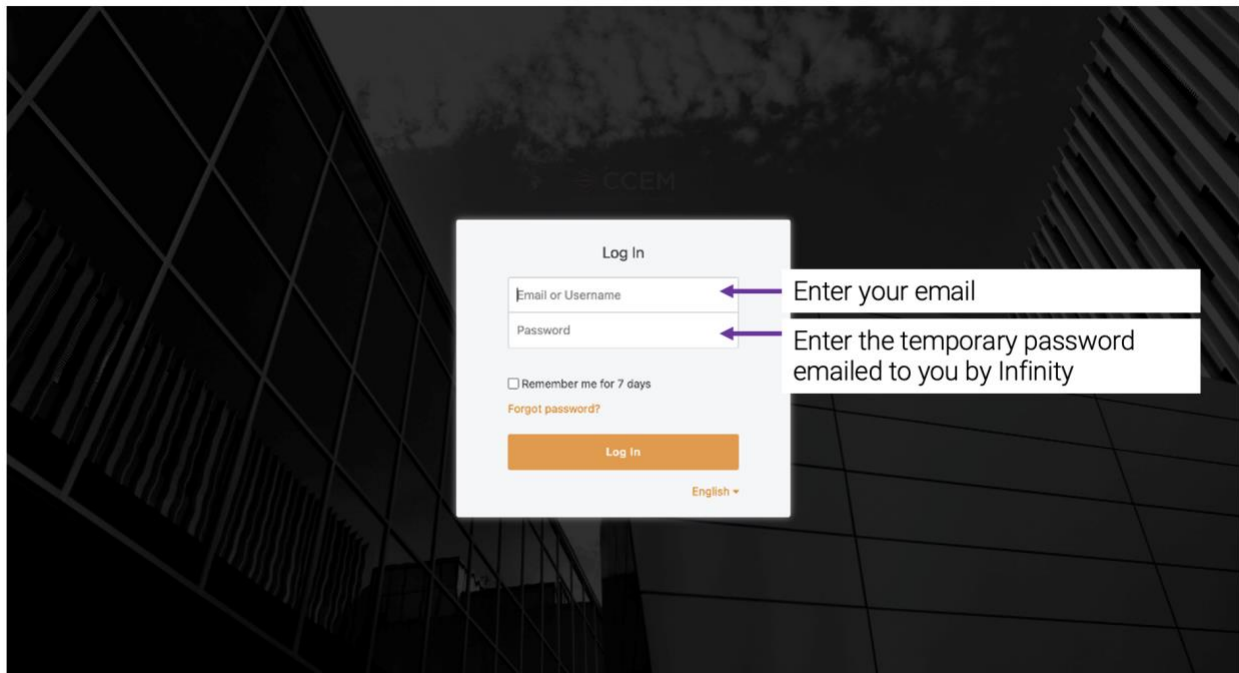 CCEM
Log In
Email or Username
Enter your email
Password
Enter the temporary password
emailed to you by Infinity
Remember me for 7 days
Forgot password?
Log In
English